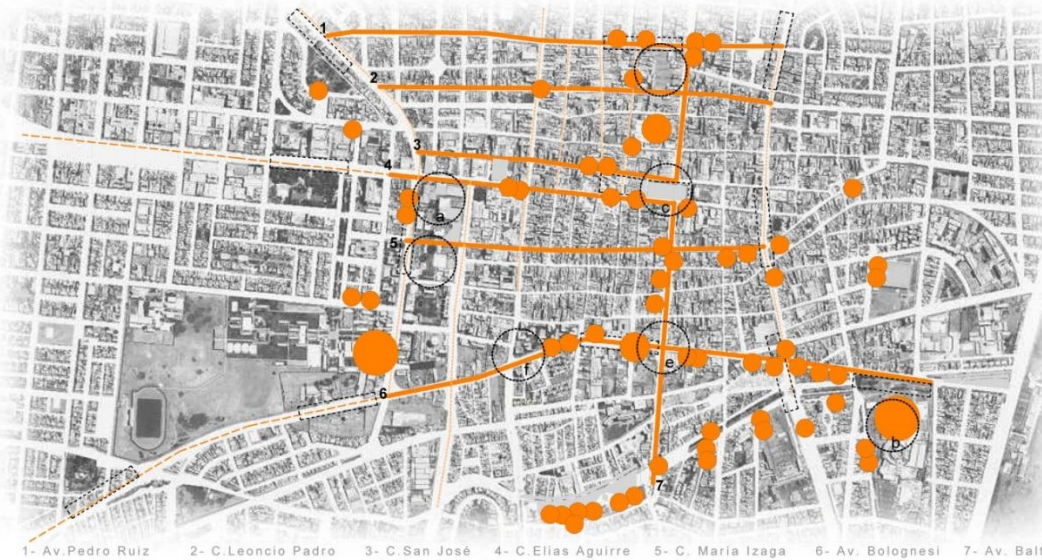 1
2
3
4
a
c
5
f
e
6
b
7
1- Av.Pedro Ruiz 2- C.Leoncio Padro 3- C.San José 4- C.Elias Aguirre 5- C. María Izaga 6- Av. Bolognesi 7- Av. Balt